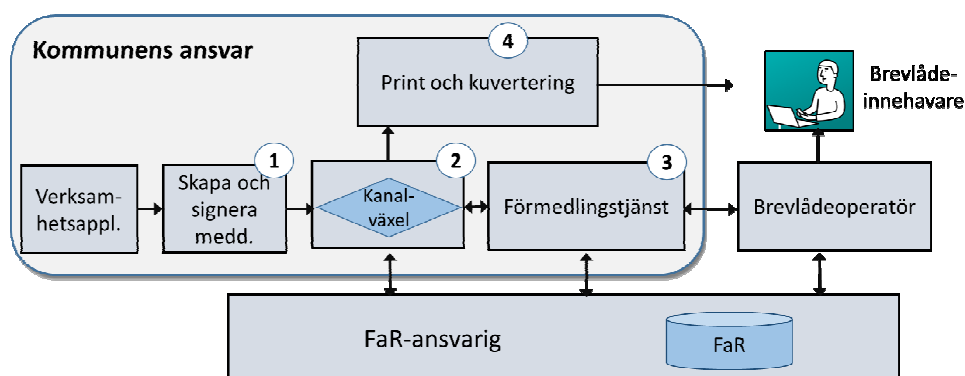 Kommunens ansvar
4
Print och kuvertering
Brevlåde-
innehavare
1
2
3
Verksam-
hetsappl.
Skapa och
signera
medd.
Kanal-
växel
Förmedlingstjänst
Brevlådeoperatör
FaR-ansvarig
FaR